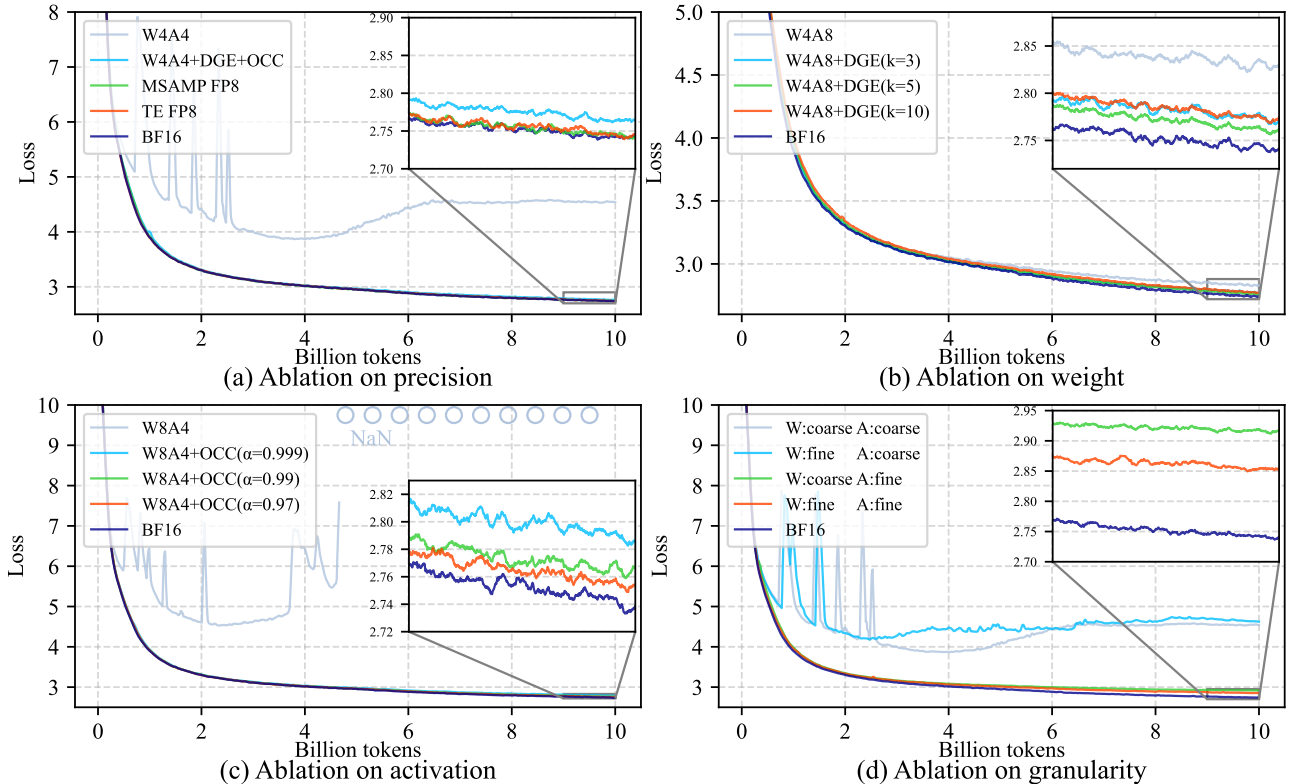 8
7
6
5
4
3
Loss
W4A4
W4A4+DGE+OCC
MSAMP FP8
TE FP8
BF16
2.90
2.85
2.80
2.75
2.70
0 2 4 6 8 10
Billion tokens
(a) Ablation on precision
5.0
4.5
4.0
3.5
3.0
Loss
W4A8
W4A8+DGE(k=3)
W4A8+DGE(k=5)
W4A8+DGE(k=10)
BF16
2.85
2.80
2.75
0 2 4 6 8 10
Billion tokens
(b) Ablation on weight
10
9
8
7
6
5
4
3
Loss
W8A4
W8A4+OCC(α=0.999)
W8A4+OCC(α=0.99)
W8A4+OCC(α=0.97)
BF16
NaN
2.82
2.80
2.78
2.76
2.74
2.72
0 2 4 6 8 10
Billion tokens
(c) Ablation on activation
10
9
8
7
6
5
4
3
Loss
W:coarse A:coarse
W:fine A:coarse
W:coarse A:fine
W:fine A:fine
BF16
2.95
2.90
2.85
2.80
2.75
2.70
0 2 4 6 8 10
Billion tokens
(d) Ablation on granularity